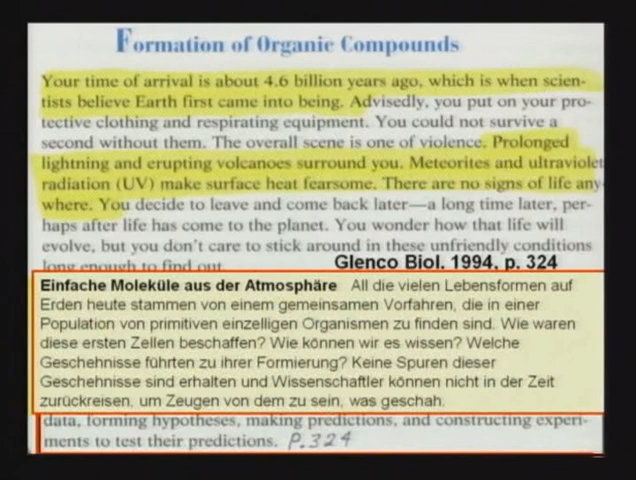 Formation of Organic Compounds
Your time of arrival is about 4.6 billion years ago, which is when scien-
tists believe Earth first came into being. Advisedly, you put on your pro-
tective clothing and respirating equipment. You could not survive a
second without them. The overall scene is one of violence. Prolonged
lightning and erupting volcanoes surround you. Meteorites and ultraviolet
radiation (UV) make surface heat fearsome. There are no signs of life any-
where. You decide to leave and come back later—a long time later, per-
haps after life has come to the planet. You wonder how that life will
evolve, but you don't care to stick around in these unfriendly conditions
long enough to find out.
Glenco Biol. 1994, p. 324
Einfache Moleküle aus der Atmosphäre All die vielen Lebensformen auf
Erden heute stammen von einem gemeinsamen Vorfahren, die in einer
Population von primitiven einzelligen Organismen zu finden sind. Wie waren
diese ersten Zellen beschaffen? Wie können wir es wissen? Welche
Geschehnisse führten zu ihrer Formierung? Keine Spuren dieser
Geschehnisse sind erhalten und Wissenschaftler können nicht in der Zeit
zurückreisen, um Zeugen von dem zu sein, was geschah.
data, forming hypotheses, making predictions, and constructing experi-
ments to test their predictions. P.324